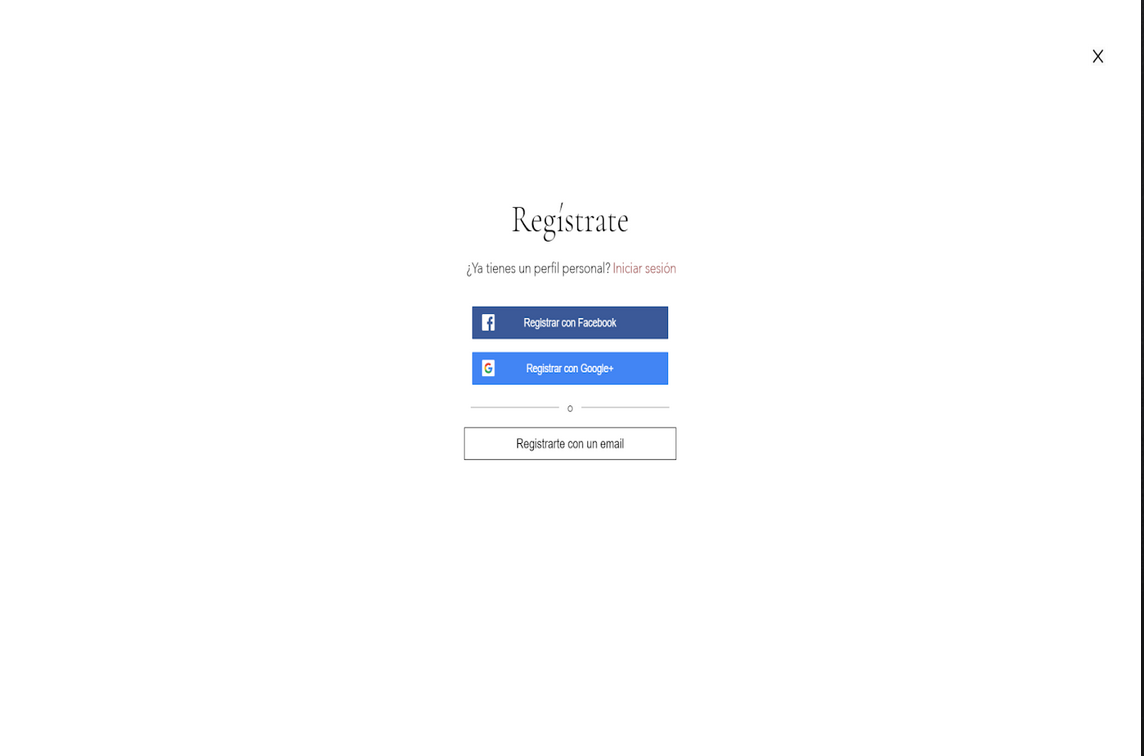 X
Regístrate
¿Ya tienes un perfil personal? Iniciar sesión
Registrar con Facebook
Registrar con Google+
o
Registrarte con un email